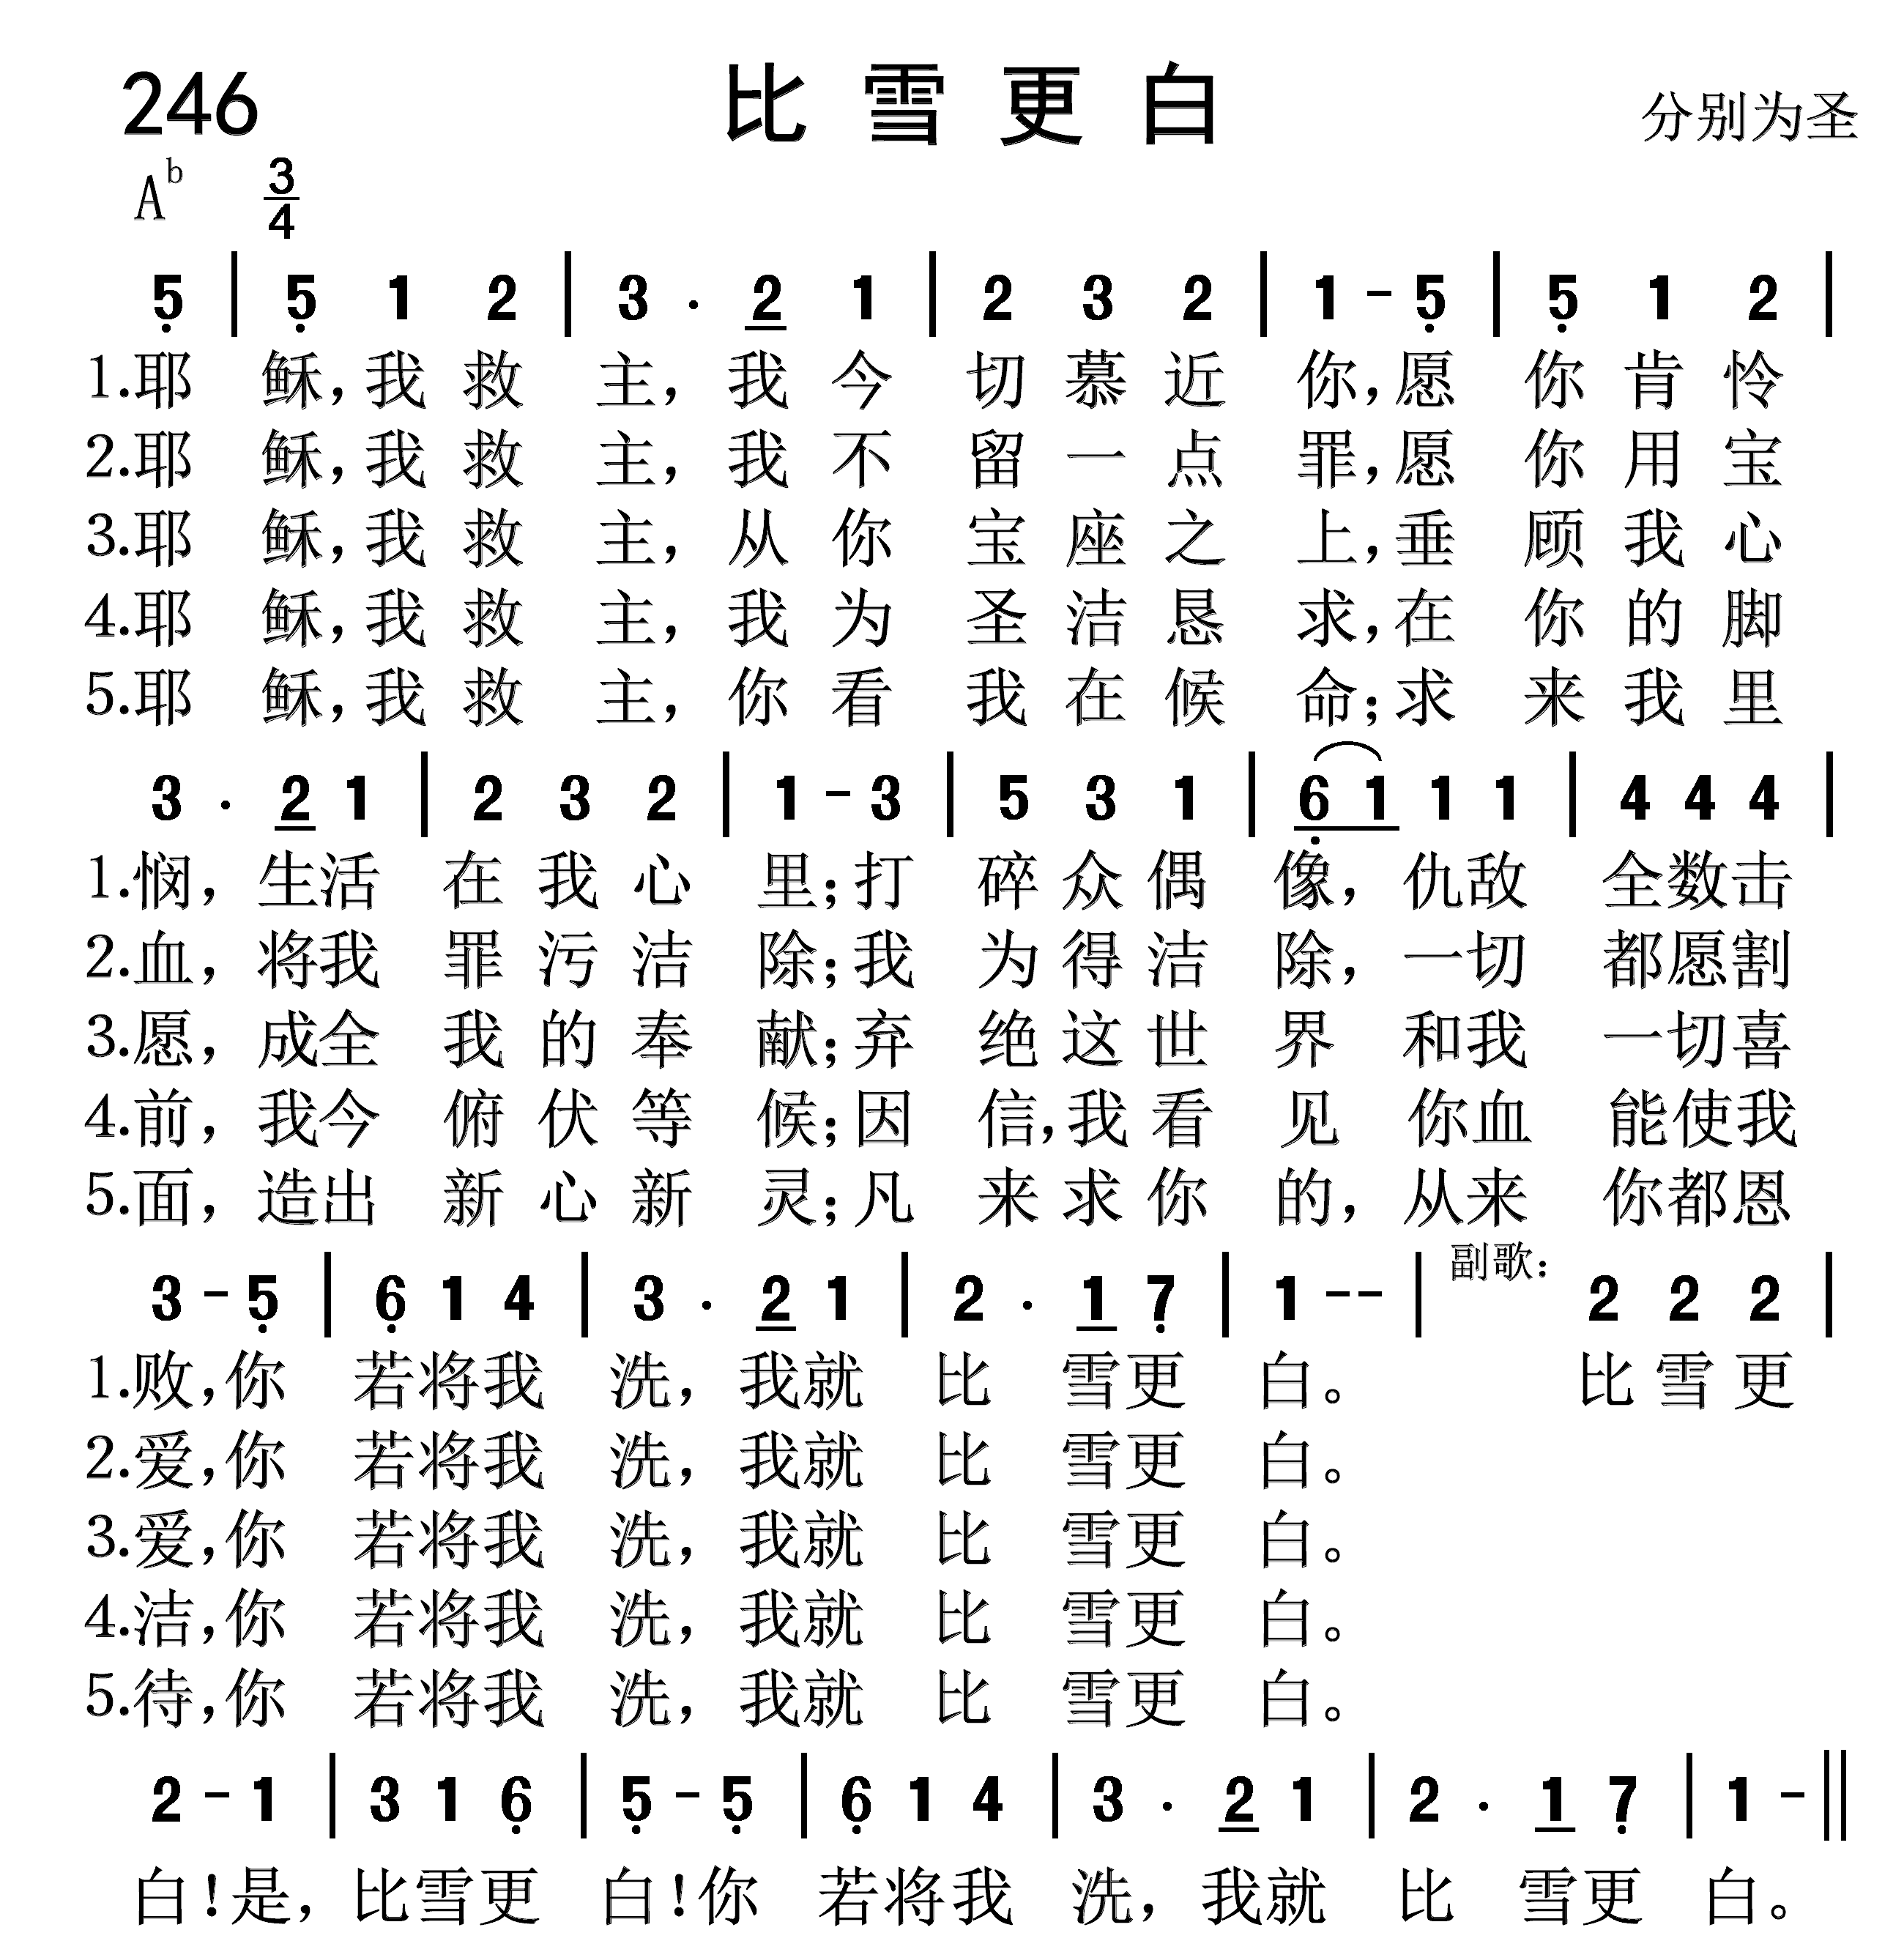 246 比雪更白 分别为圣
A♭ 3/4
5̣ | 5̣ 1 2 | 3 . 2̲ 1 | 2 3 2 | 1 - 5̣ | 5̣ 1 2 |
1.耶 稣,我 救 主, 我 今 切 慕 近 你,愿 你 肯 怜
2.耶 稣,我 救 主, 我 不 留 一 点 罪,愿 你 用 宝
3.耶 稣,我 救 主, 从 你 宝 座 之 上,垂 顾 我 心
4.耶 稣,我 救 主, 我 为 圣 洁 恳 求,在 你 的 脚
5.耶 稣,我 救 主, 你 看 我 在 候 命;求 来 我 里
3 . 2̲ 1 | 2 3 2 | 1 - 3 | 5 3 1 | 6̣̲ 1̲ 1 1 | 4 4 4 |
1.悯, 生活 在 我 心 里;打 碎 众 偶 像, 仇敌 全数击
2.血, 将我 罪 污 洁 除;我 为 得 洁 除, 一切 都愿割
3.愿, 成全 我 的 奉 献;弃 绝 这 世 界 和我 一切喜
4.前, 我今 俯 伏 等 候;因 信,我 看 见 你血 能使我
5.面, 造出 新 心 新 灵;凡 来 求 你 的, 从来 你都恩
3 - 5̣ | 6̣ 1 4 | 3 . 2̲ 1 | 2 . 1̲ 7̣ | 1 - - | 副歌: 2 2 2 |
1.败,你 若将我 洗, 我就 比 雪更 白。 比 雪 更
2.爱,你 若将我 洗, 我就 比 雪更 白。
3.爱,你 若将我 洗, 我就 比 雪更 白。
4.洁,你 若将我 洗, 我就 比 雪更 白。
5.待,你 若将我 洗, 我就 比 雪更 白。
2 - 1 | 3 1 6̣ | 5̣ - 5̣ | 6̣ 1 4 | 3 . 2̲ 1 | 2 . 1̲ 7̣ | 1 - ‖
白!是, 比雪更 白!你 若将我 洗, 我就 比 雪更 白。